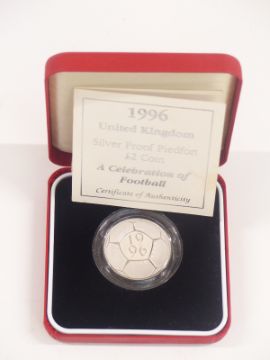 1996
United Kingdom
Silver Proof Piedfort
£2 Coin
A Celebration of
Football
Certificate of Authenticity
19
96